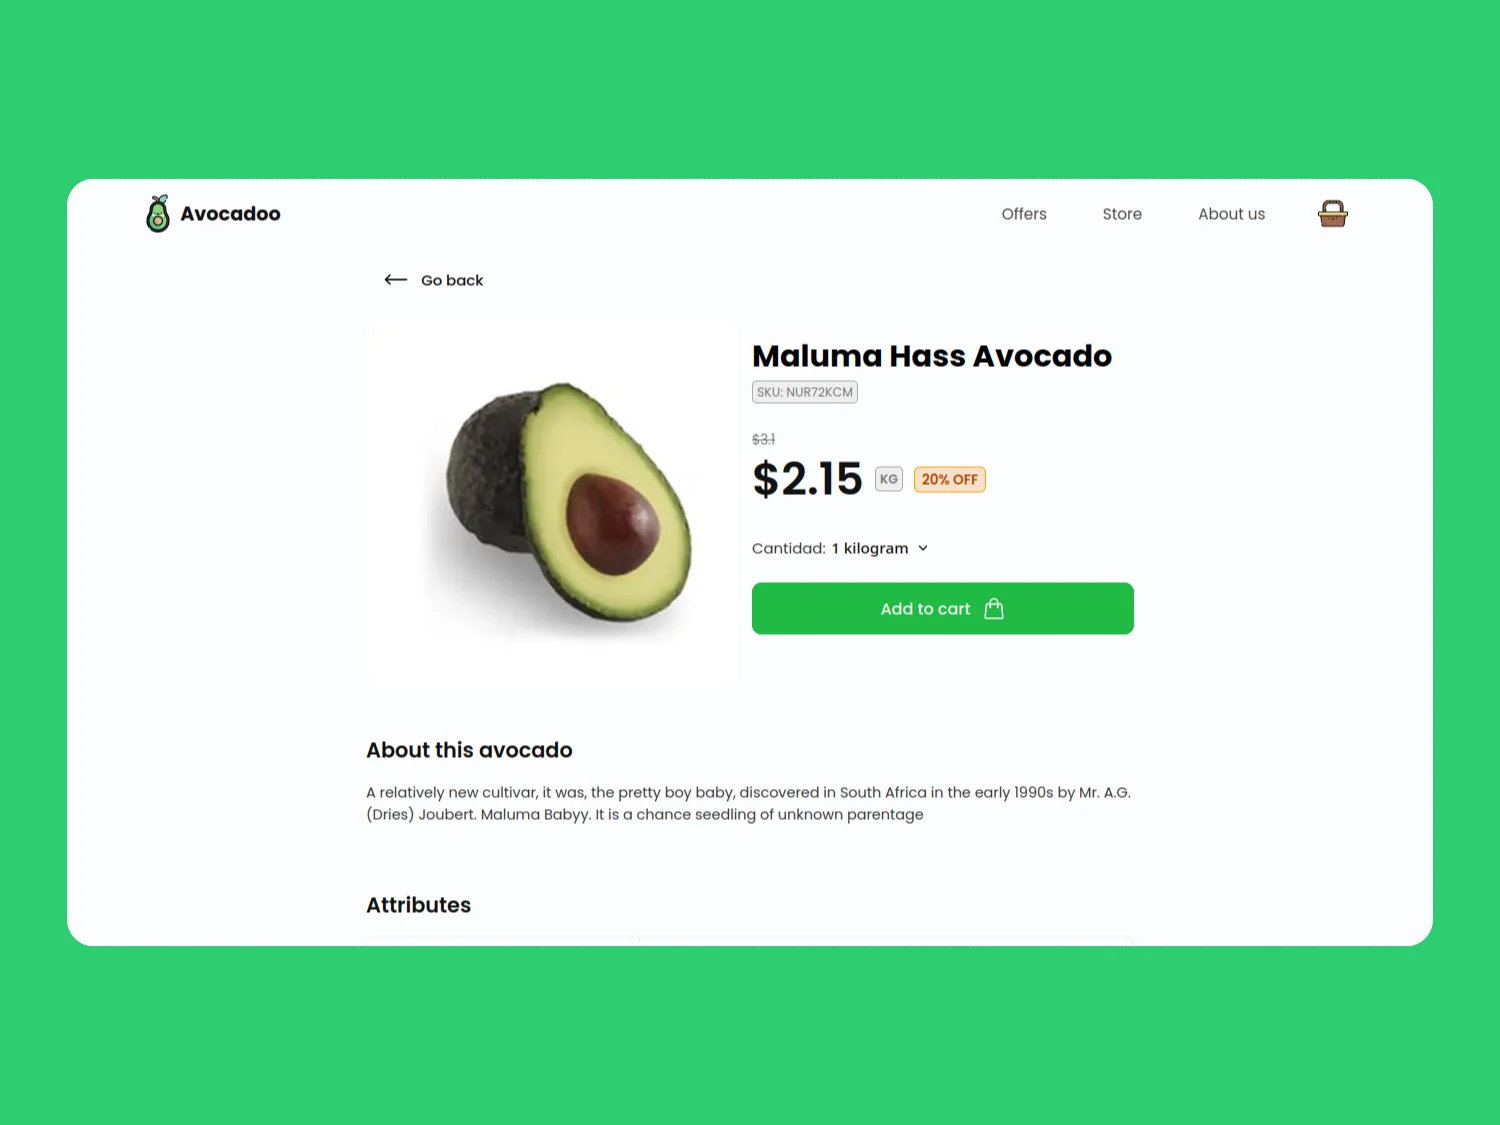 Avocadoo
Offers
Store
About us
Go back
Maluma Hass Avocado
SKU: NUR72KCM
$3.1
$2.15
KG
20% OFF
Cantidad: 1 kilogram
Add to cart
About this avocado
A relatively new cultivar, it was, the pretty boy baby, discovered in South Africa in the early 1990s by Mr. A.G.
(Dries) Joubert. Maluma Babyy. It is a chance seedling of unknown parentage
Attributes